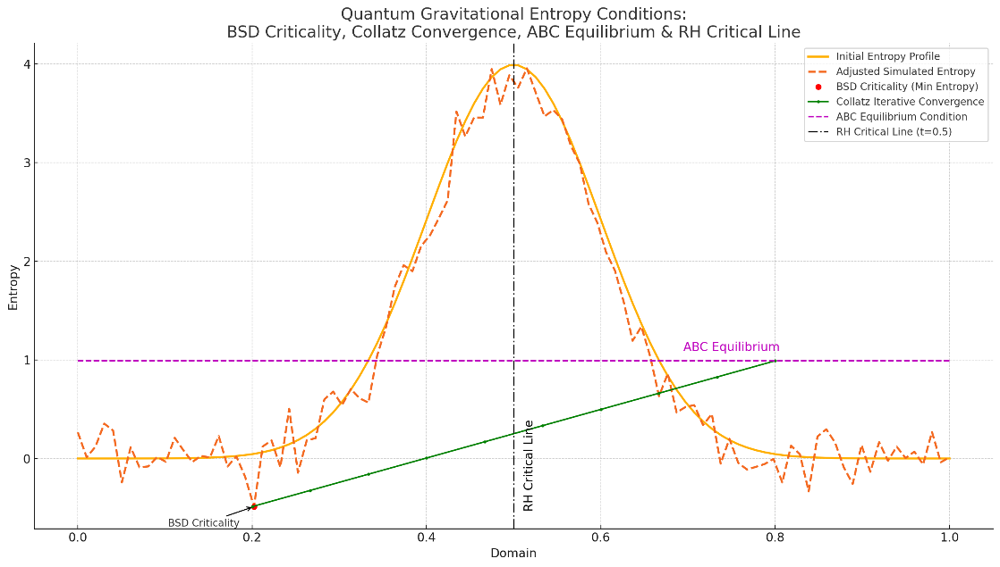 Quantum Gravitational Entropy Conditions:
BSD Criticality, Collatz Convergence, ABC Equilibrium & RH Critical Line
Initial Entropy Profile
Adjusted Simulated Entropy
BSD Criticality (Min Entropy)
Collatz Iterative Convergence
ABC Equilibrium Condition
RH Critical Line (t=0.5)
Entropy
4
3
2
1
0
ABC Equilibrium
RH Critical Line
BSD Criticality
0.0
0.2
0.4
0.6
0.8
1.0
Domain